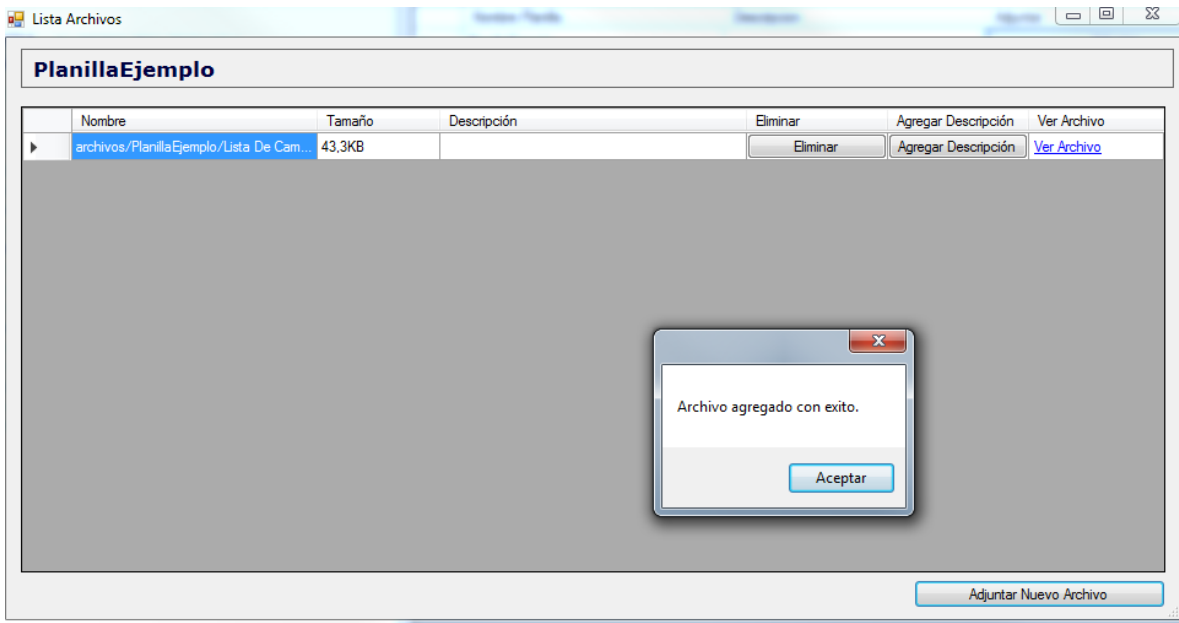 Lista Archivos
PlanillaEjemplo
Nombre Tamaño Descripción Eliminar Agregar Descripción Ver Archivo
archivos/PlanillaEjemplo/Lista De Cam... 43,3KB Eliminar Agregar Descripción Ver Archivo
Archivo agregado con exito.
Aceptar
Adjuntar Nuevo Archivo